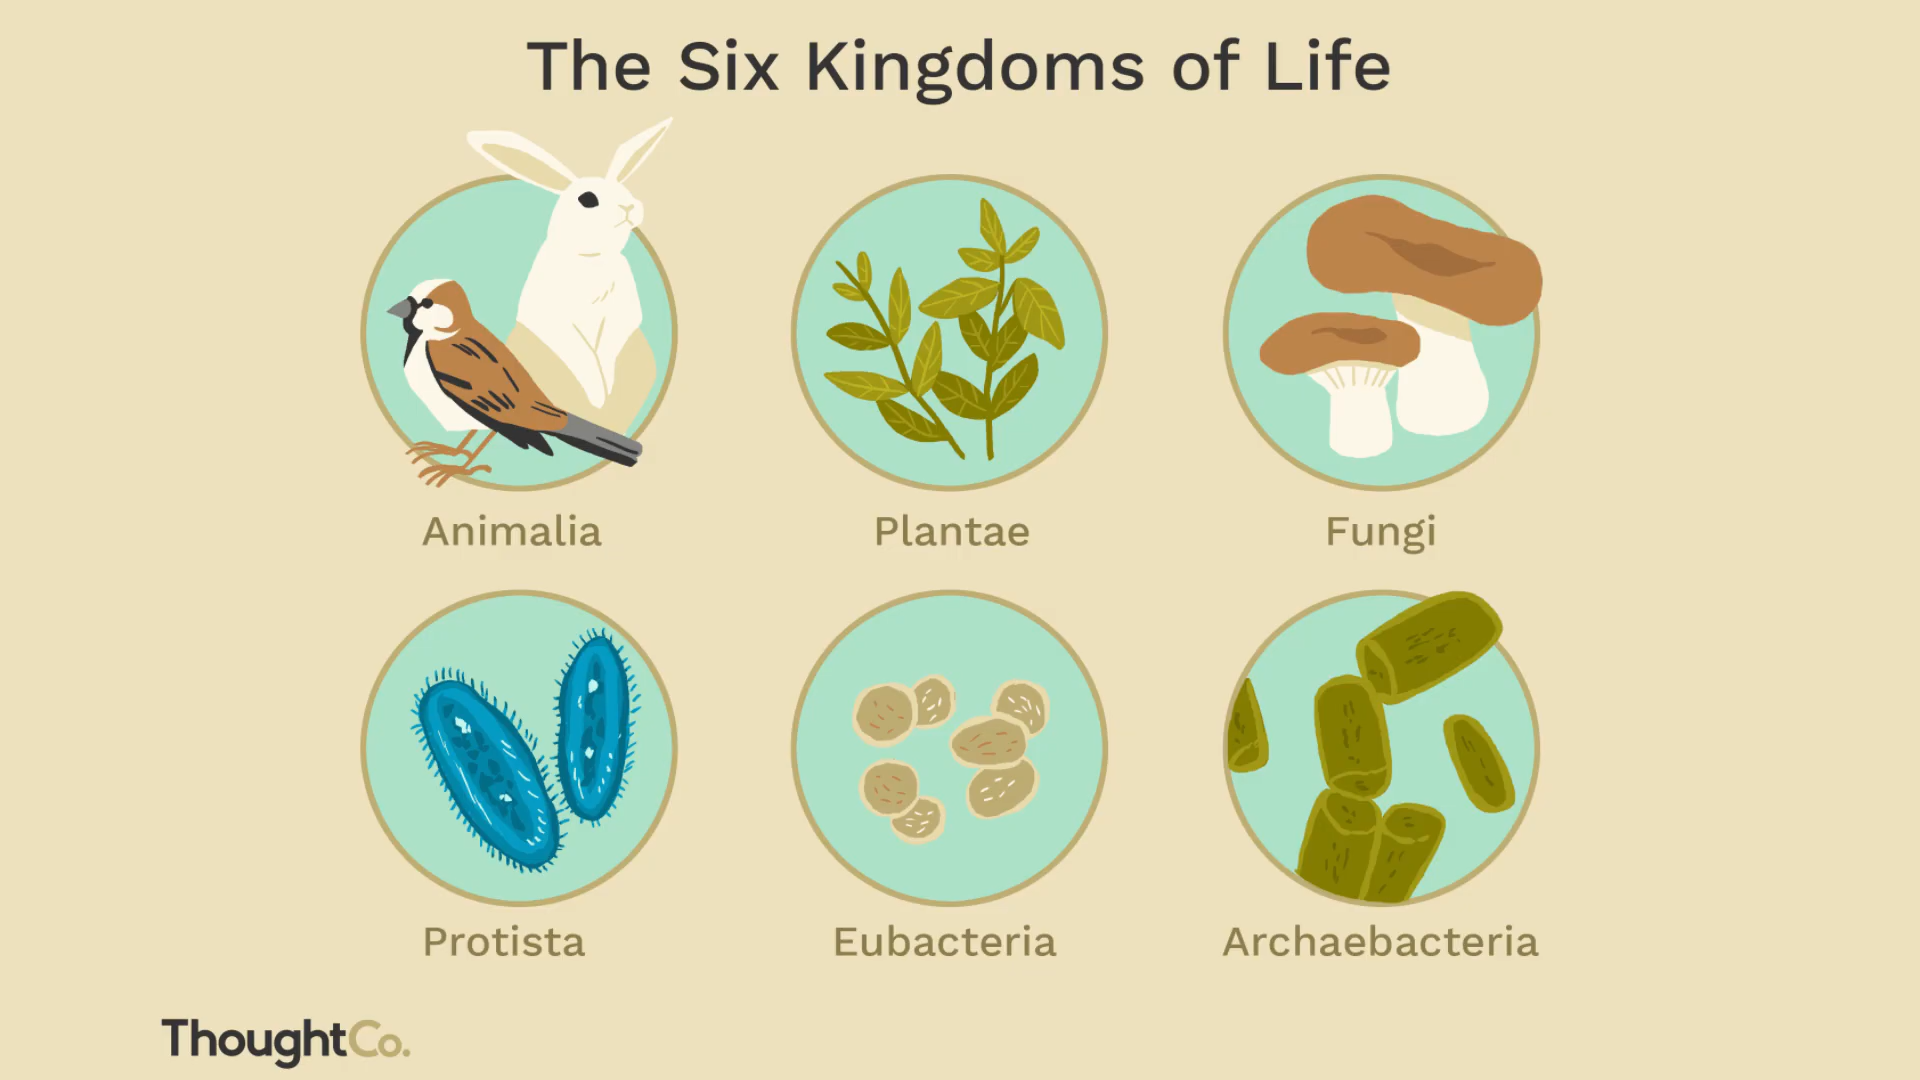 The Six Kingdoms of Life
Animalia
Plantae
Fungi
Protista
Eubacteria
Archaebacteria
ThoughtCo.